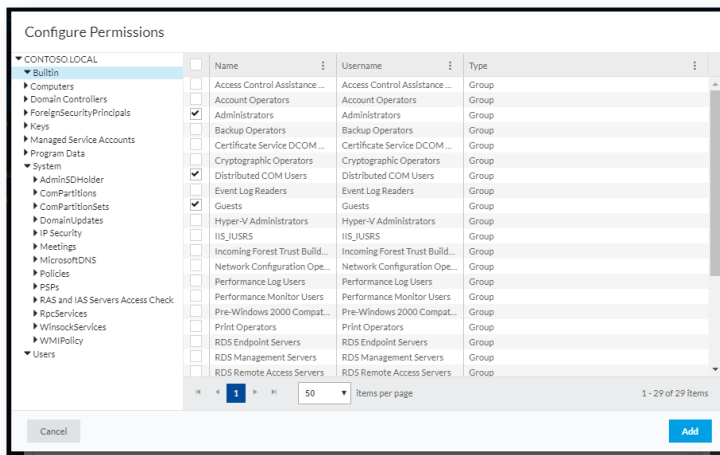 Configure Permissions
CONTOSO.LOCAL
Builtin
Computers
Domain Controllers
ForeignSecurityPrincipals
Keys
Managed Service Accounts
Program Data
System
AdminSDHolder
ComPartitions
ComPartitionSets
DomainUpdates
IP Security
Meetings
MicrosoftDNS
Policies
PSPs
RAS and IAS Servers Access Check
RpcServices
WinsockServices
WMIPolicy
Users
Name Username Type
Access Control Assistance ... Access Control Assistance ... Group
Account Operators Account Operators Group
Administrators Administrators Group
Backup Operators Backup Operators Group
Certificate Service DCOM ... Certificate Service DCOM ... Group
Cryptographic Operators Cryptographic Operators Group
Distributed COM Users Distributed COM Users Group
Event Log Readers Event Log Readers Group
Guests Guests Group
Hyper-V Administrators Hyper-V Administrators Group
IIS_IUSRS IIS_IUSRS Group
Incoming Forest Trust Build... Incoming Forest Trust Build... Group
Network Configuration Ope... Network Configuration Ope... Group
Performance Log Users Performance Log Users Group
Performance Monitor Users Performance Monitor Users Group
Pre-Windows 2000 Compat... Pre-Windows 2000 Compat... Group
Print Operators Print Operators Group
RDS Endpoint Servers RDS Endpoint Servers Group
RDS Management Servers RDS Management Servers Group
RDS Remote Access Servers RDS Remote Access Servers Group
1 50 items per page 1 - 29 of 29 items
Cancel Add